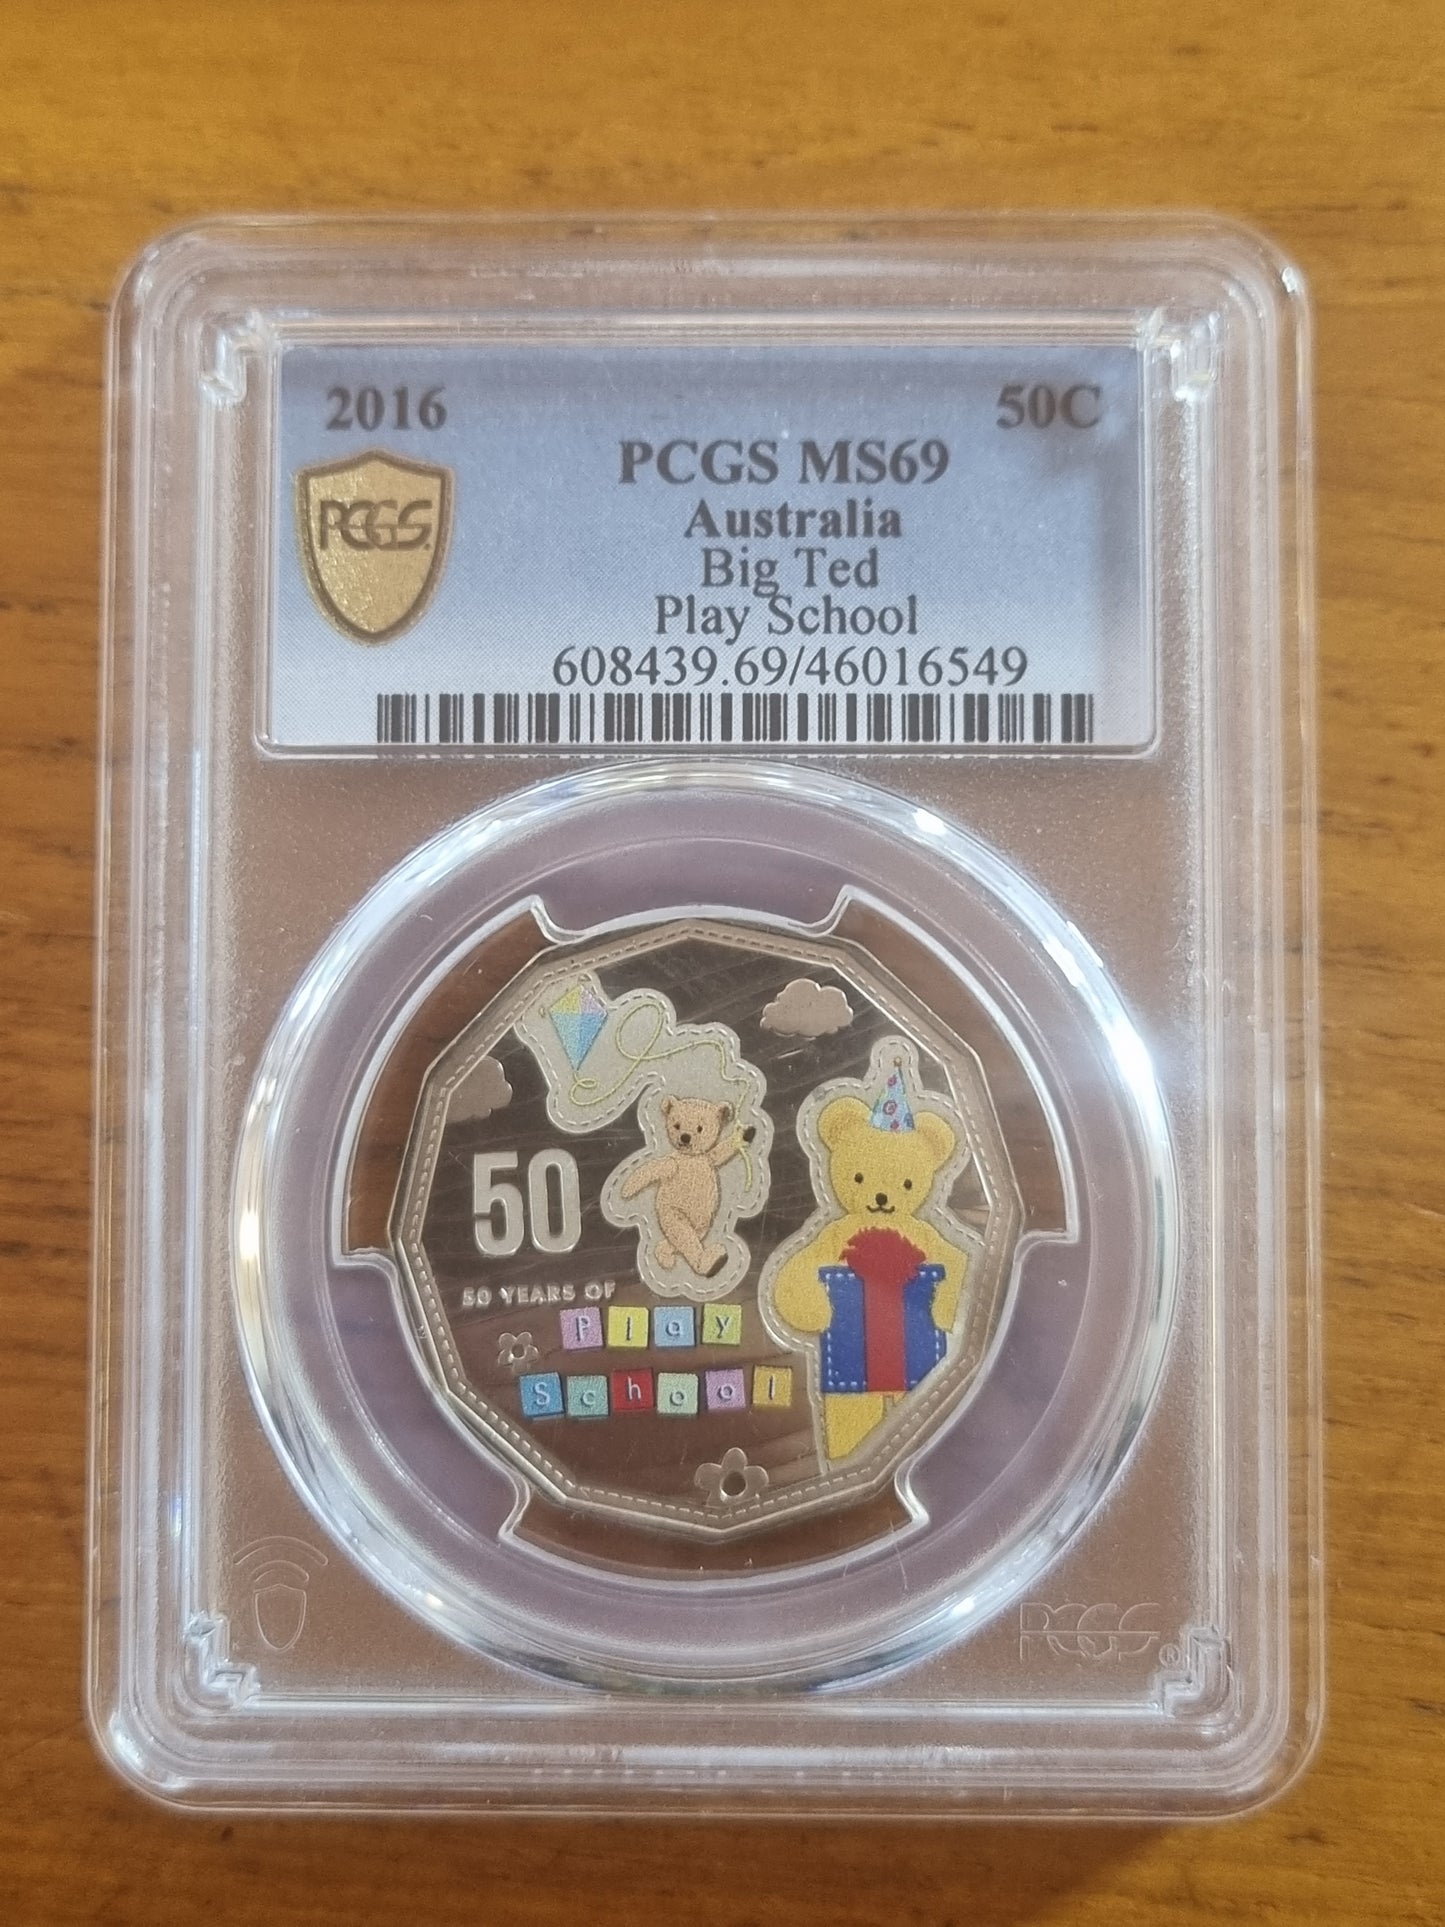 2016 50C
PCGS MS69
PCGS
Australia
Big Ted
Play School
608439.69/46016549
50
50 YEARS OF
Play
School
PCGS®